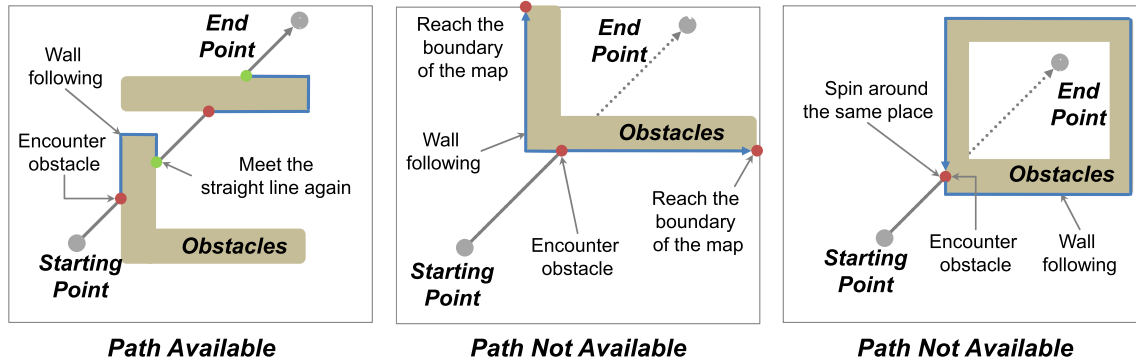 End
Point
Wall
following
Encounter
obstacle
Meet the
straight line again
Obstacles
Starting
Point
Path Available
Reach the
boundary
of the map
End
Point
Wall
following
Obstacles
Encounter
obstacle
Reach the
boundary
of the map
Starting
Point
Path Not Available
Spin around
the same place
End
Point
Obstacles
Starting
Point
Encounter
obstacle
Wall
following
Path Not Available